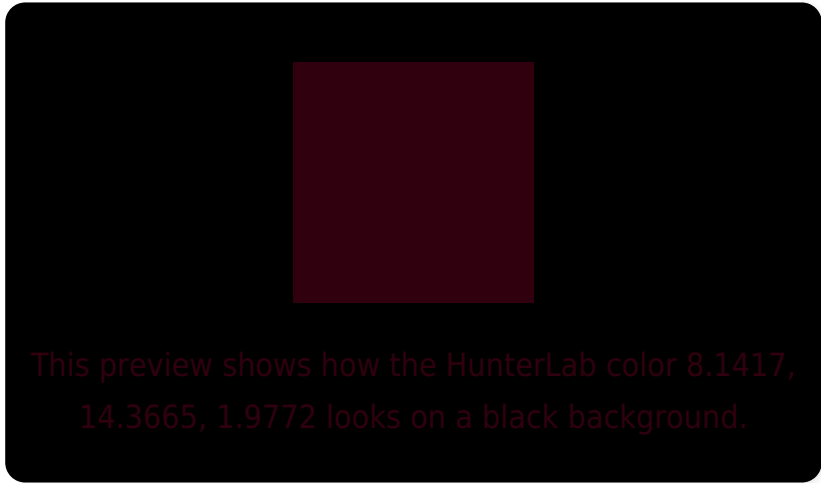 This preview shows how the HunterLab color 8.1417,
14.3665, 1.9772 looks on a black background.